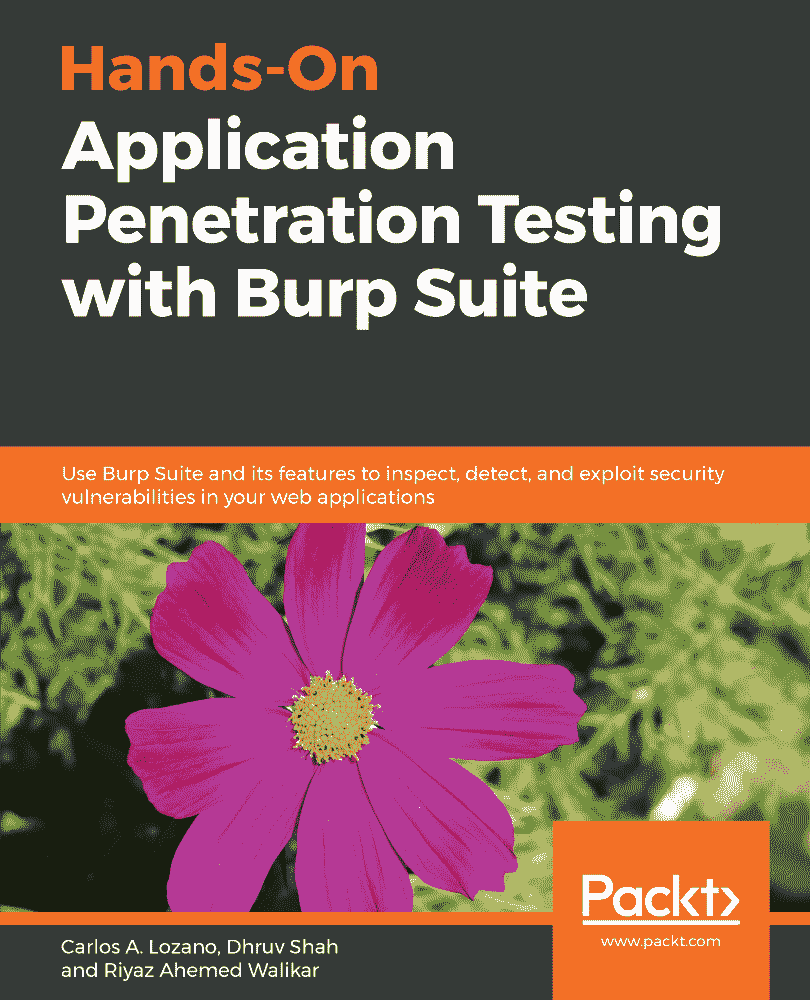 Hands-On
Application
Penetration Testing
with Burp Suite
Use Burp Suite and its features to inspect, detect, and exploit security
vulnerabilities in your web applications
Packt>
www.packt.com
Carlos A. Lozano, Dhruv Shah
and Riyaz Ahemed Walikar